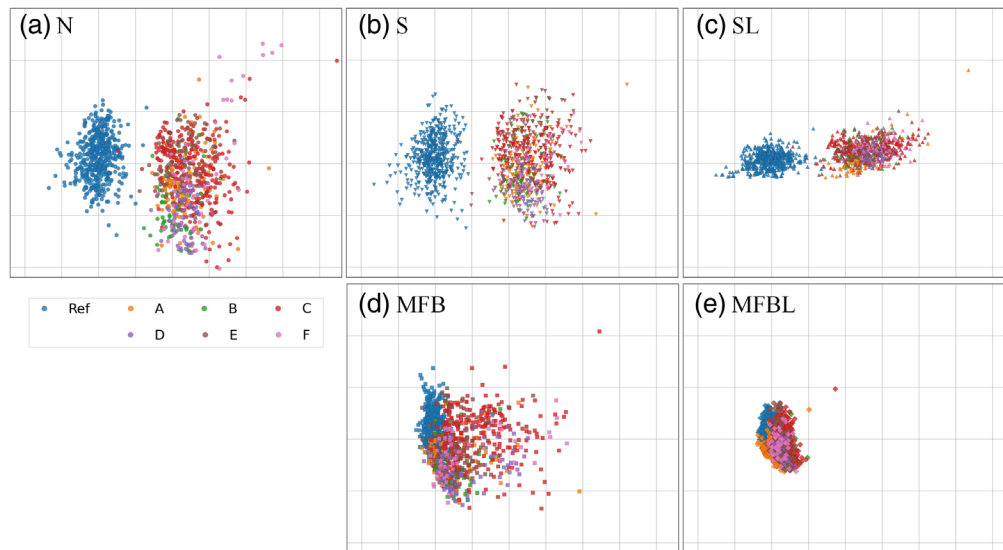 (a) N
(b) S
(c) SL
Ref A B C
D E F
(d) MFB
(e) MFBL